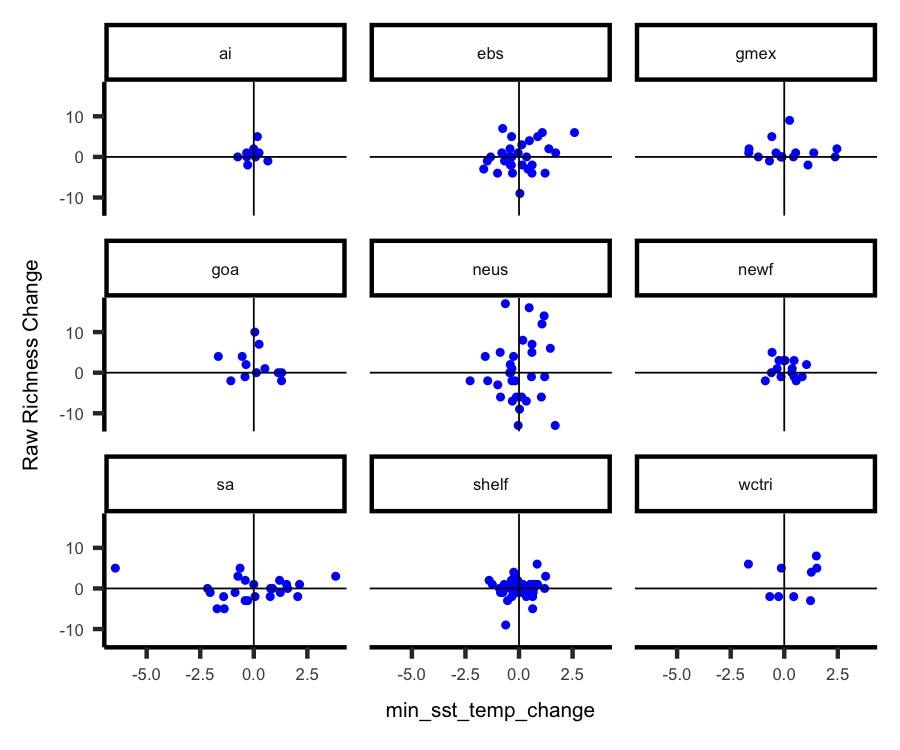 ai ebs gmex
10
0
-10
goa neus newf
10
0
-10
sa shelf wctri
10
0
-10
-5.0 -2.5 0.0 2.5 -5.0 -2.5 0.0 2.5 -5.0 -2.5 0.0 2.5
min_sst_temp_change
Raw Richness Change